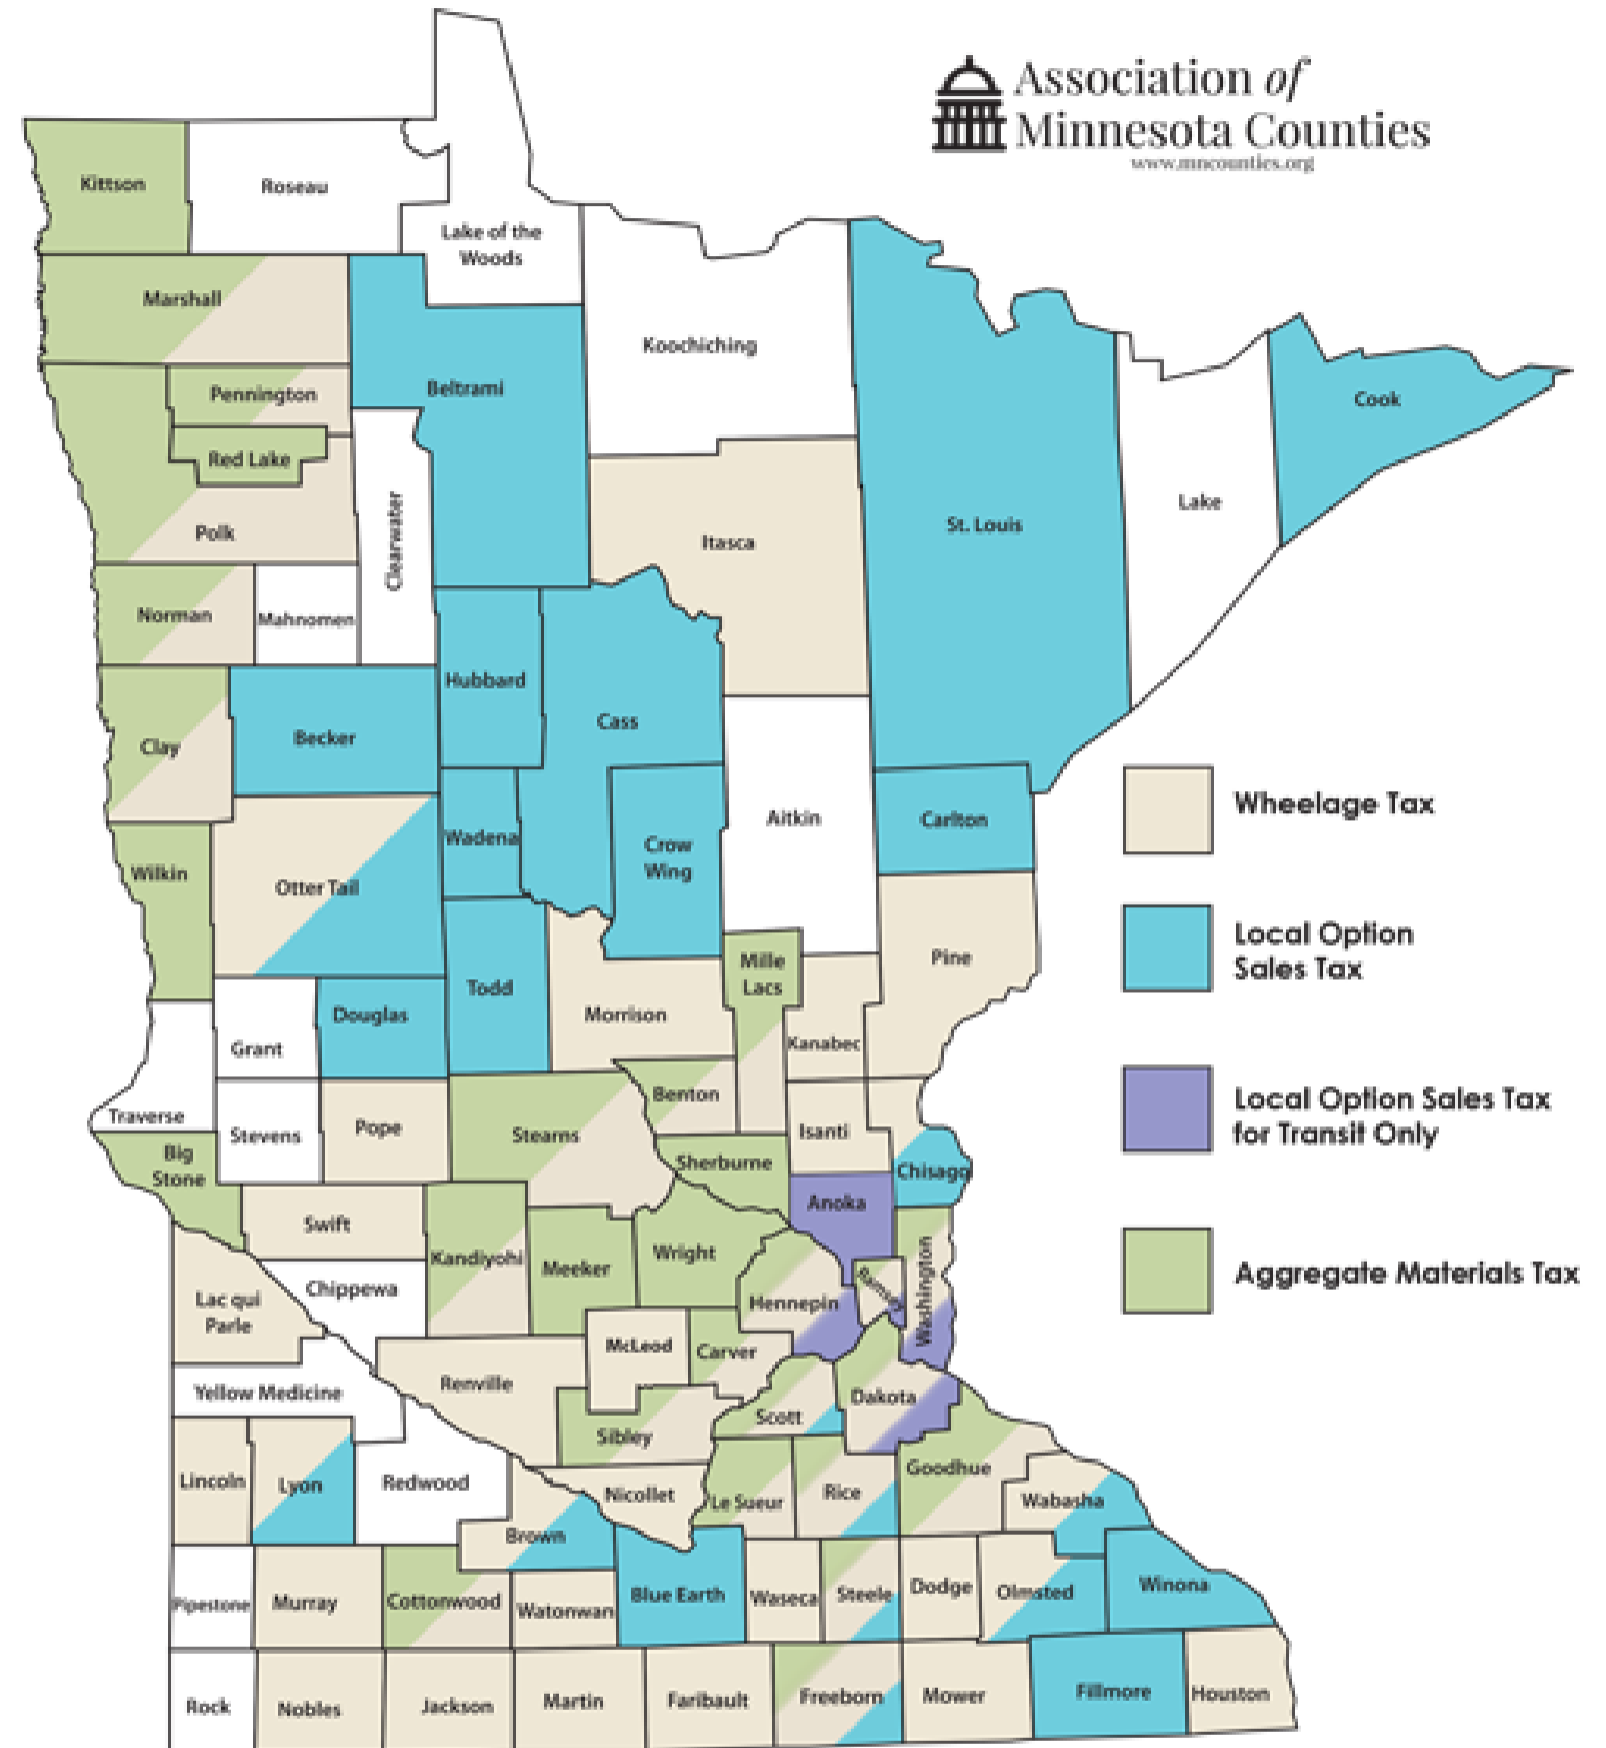 Association of
Minnesota Counties
www.mncounties.org
Kittson
Roseau
Lake of the
Woods
Marshall
Koochiching
Beltrami
Pennington
Cook
Red Lake
Lake
St. Louis
Polk
Clearwater
Itasca
Norman
Mahnomen
Hubbard
Cass
Becker
Clay
Wheelage Tax
Aitkin
Carlton
Wadena
Crow
Wing
Wilkin
Otter Tail
Local Option
Sales Tax
Pine
Mille
Lacs
Todd
Douglas
Morrison
Kanabec
Grant
Benton
Traverse
Local Option Sales Tax
for Transit Only
Pope
Stevens
Stearns
Isanti
Big
Stone
Sherburne
Chisago
Anoka
Swift
Kandiyohi
Meeker
Wright
Washington
Aggregate Materials Tax
Chippewa
Ramsey
Lac qui
Parle
Hennepin
McLeod
Carver
Yellow Medicine
Renville
Dakota
Scott
Sibley
Lincoln
Lyon
Redwood
Goodhue
Nicollet
Le Sueur
Rice
Wabasha
Brown
Pipestone
Murray
Cottonwood
Watonwan
Blue Earth
Waseca
Steele
Dodge
Olmsted
Winona
Rock
Nobles
Jackson
Martin
Faribault
Freeborn
Mower
Fillmore
Houston